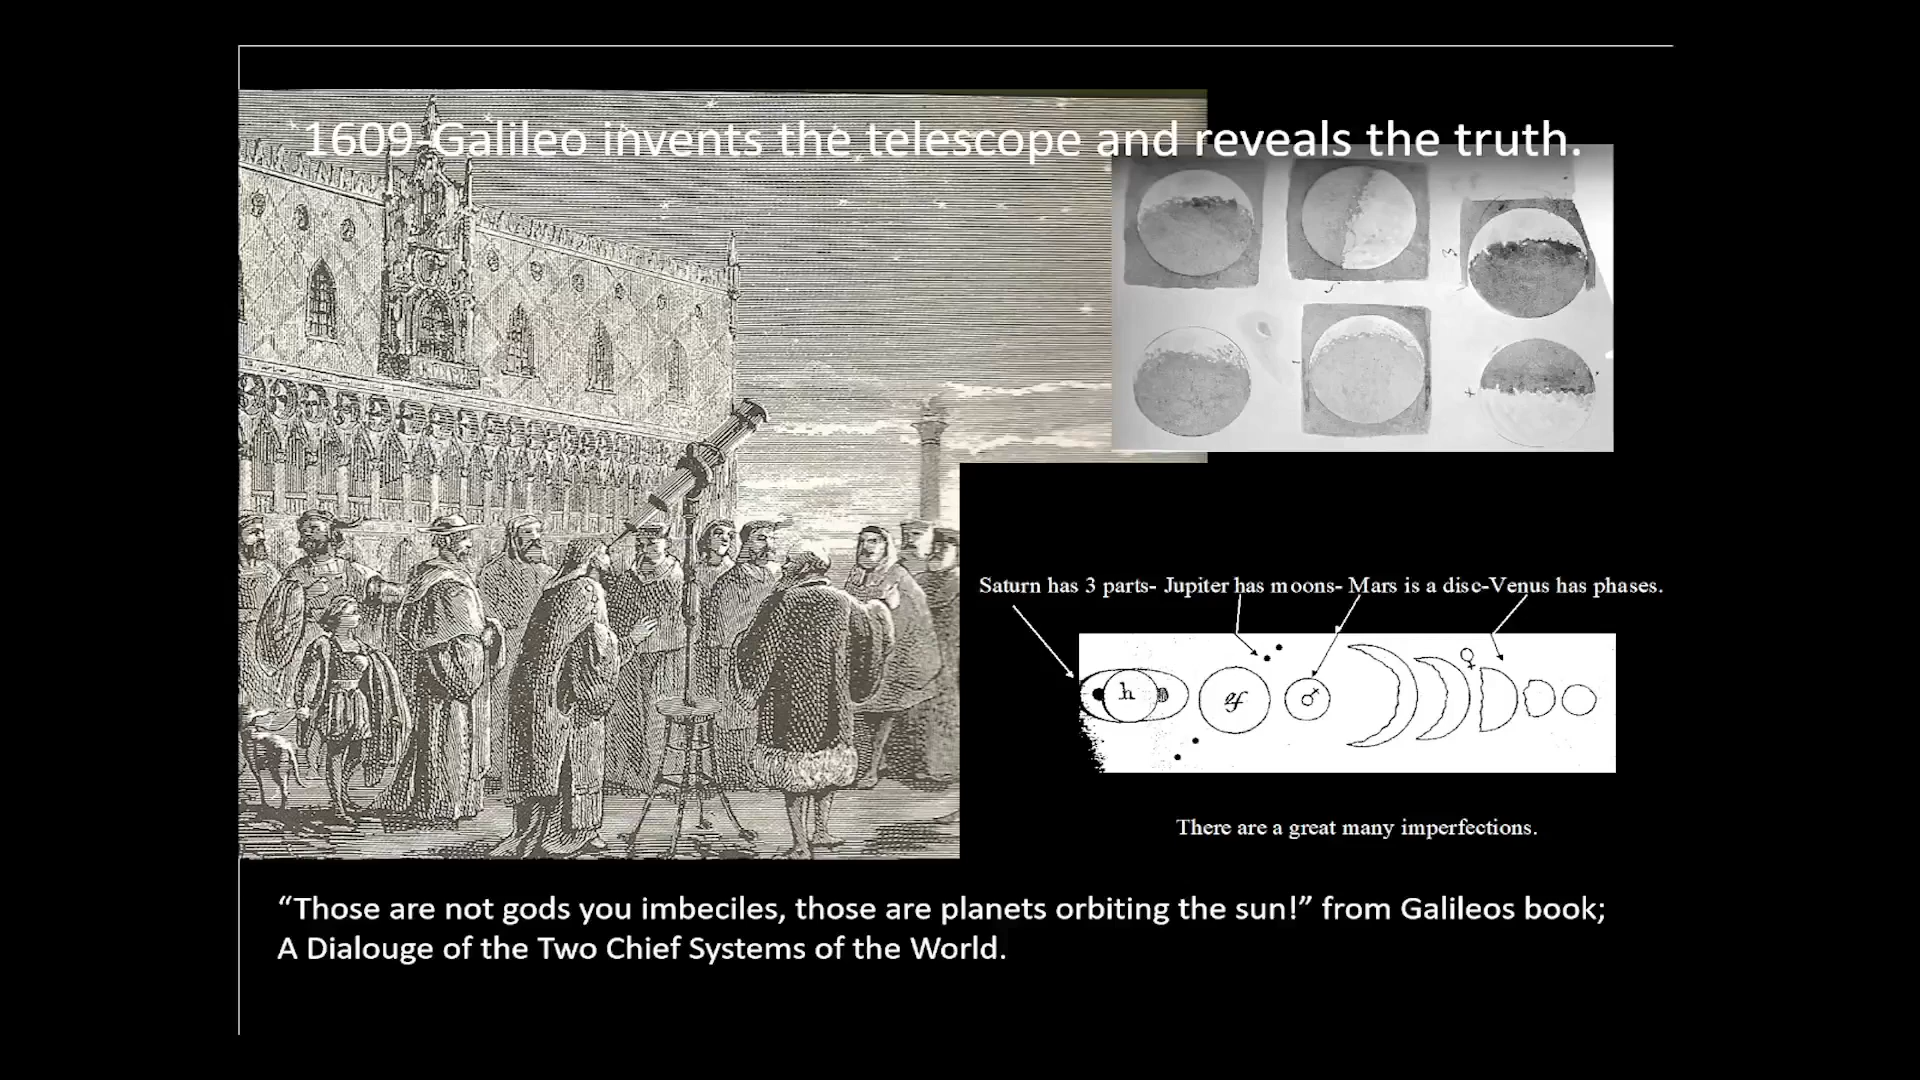 1609-Galileo invents the telescope and reveals the truth.
Saturn has 3 parts- Jupiter has moons- Mars is a disc-Venus has phases.
h
♃ ♂ ♀
There are a great many imperfections.
“Those are not gods you imbeciles, those are planets orbiting the sun!” from Galileos book;
A Dialouge of the Two Chief Systems of the World.